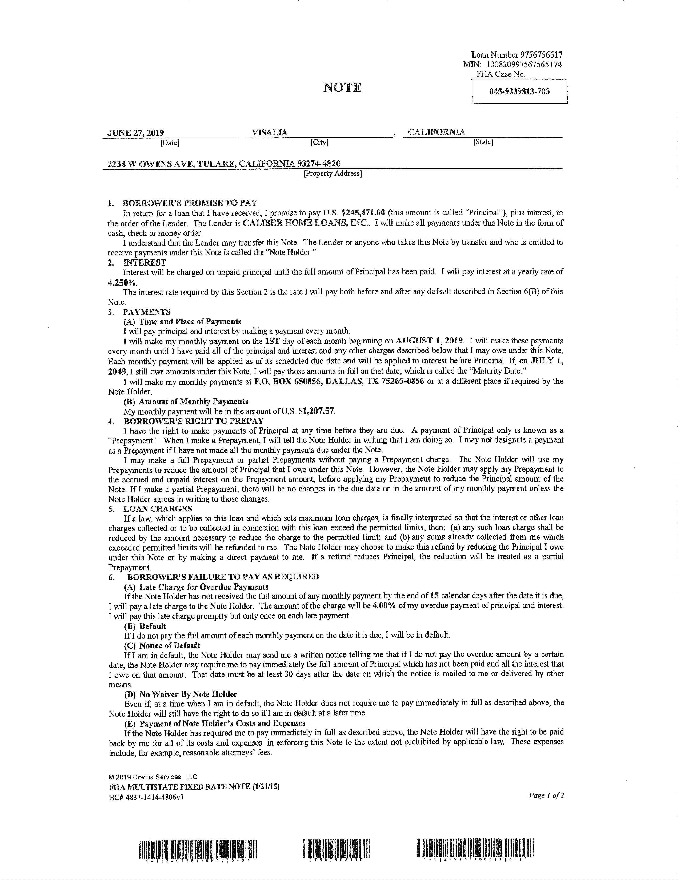 Loan Number 9756756517
MIN:
FHA Case No.
NOTE
JUNE 27, 2019 VISALIA , CALIFORNIA
[Date] [City] [State]
2238 W OWENS AVE, TULARE, CALIFORNIA 93274-4820
[Property Address]
1. BORROWER'S PROMISE TO PAY
In return for a loan that I have received, I promise to pay U.S. (this amount is called "Principal"), plus interest, to
the order of the Lender. The Lender is CALIBER HOME LOANS, INC.. I will make all payments under this Note in the form of
cash, check or money order.
I understand that the Lender may transfer this Note. The Lender or anyone who takes this Note by transfer and who is entitled to
receive payments under this Note is called the "Note Holder."
2. INTEREST
Interest will be charged on unpaid principal until the full amount of Principal has been paid. I will pay interest at a yearly rate of
4.250%.
The interest rate required by this Section 2 is the rate I will pay both before and after any default described in Section 6(B) of this
Note.
3. PAYMENTS
(A) Time and Place of Payments
I will pay principal and interest by making a payment every month.
I will make my monthly payment on the 1ST day of each month beginning on AUGUST 1, 2019. I will make these payments
every month until I have paid all of the principal and interest and any other charges described below that I may owe under this Note.
Each monthly payment will be applied as of its scheduled due date and will be applied to interest before Principal. If, on JULY 1,
2049, I still owe amounts under this Note, I will pay those amounts in full on that date, which is called the "Maturity Date."
I will make my monthly payments at P.O. BOX 650856, DALLAS, TX 75265-0856 or at a different place if required by the
Note Holder.
(B) Amount of Monthly Payments
My monthly payment will be in the amount of U.S. $1,207.57.
4. BORROWER'S RIGHT TO PREPAY
I have the right to make payments of Principal at any time before they are due. A payment of Principal only is known as a
"Prepayment." When I make a Prepayment, I will tell the Note Holder in writing that I am doing so. I may not designate a payment
as a Prepayment if I have not made all the monthly payments due under the Note.
I may make a full Prepayment or partial Prepayments without paying a Prepayment charge. The Note Holder will use my
Prepayments to reduce the amount of Principal that I owe under this Note. However, the Note Holder may apply my Prepayment to
the accrued and unpaid interest on the Prepayment amount, before applying my Prepayment to reduce the Principal amount of the
Note. If I make a partial Prepayment, there will be no changes in the due date or in the amount of my monthly payment unless the
Note Holder agrees in writing to those changes.
5. LOAN CHARGES
If a law, which applies to this loan and which sets maximum loan charges, is finally interpreted so that the interest or other loan
charges collected or to be collected in connection with this loan exceed the permitted limits, then: (a) any such loan charge shall be
reduced by the amount necessary to reduce the charge to the permitted limit; and (b) any sums already collected from me which
exceeded permitted limits will be refunded to me. The Note Holder may choose to make this refund by reducing the Principal I owe
under this Note or by making a direct payment to me. If a refund reduces Principal, the reduction will be treated as a partial
Prepayment.
6. BORROWER'S FAILURE TO PAY AS REQUIRED
(A) Late Charge for Overdue Payments
If the Note Holder has not received the full amount of any monthly payment by the end of 15 calendar days after the date it is due,
I will pay a late charge to the Note Holder. The amount of the charge will be 4.00% of my overdue payment of principal and interest.
I will pay this late charge promptly but only once on each late payment.
(B) Default
If I do not pay the full amount of each monthly payment on the date it is due, I will be in default.
(C) Notice of Default
If I am in default, the Note Holder may send me a written notice telling me that if I do not pay the overdue amount by a certain
date, the Note Holder may require me to pay immediately the full amount of Principal which has not been paid and all the interest that
I owe on that amount. That date must be at least 30 days after the date on which the notice is mailed to me or delivered by other
means.
(D) No Waiver By Note Holder
Even if, at a time when I am in default, the Note Holder does not require me to pay immediately in full as described above, the
Note Holder will still have the right to do so if I am in default at a later time.
(E) Payment of Note Holder's Costs and Expenses
If the Note Holder has required me to pay immediately in full as described above, the Note Holder will have the right to be paid
back by me for all of its costs and expenses in enforcing this Note to the extent not prohibited by applicable law. These expenses
include, for example, reasonable attorneys' fees.
2019 Services LLC
FHA MULTISTATE FIXED RATE NOTE (1/21/15)
Page 1 of 2